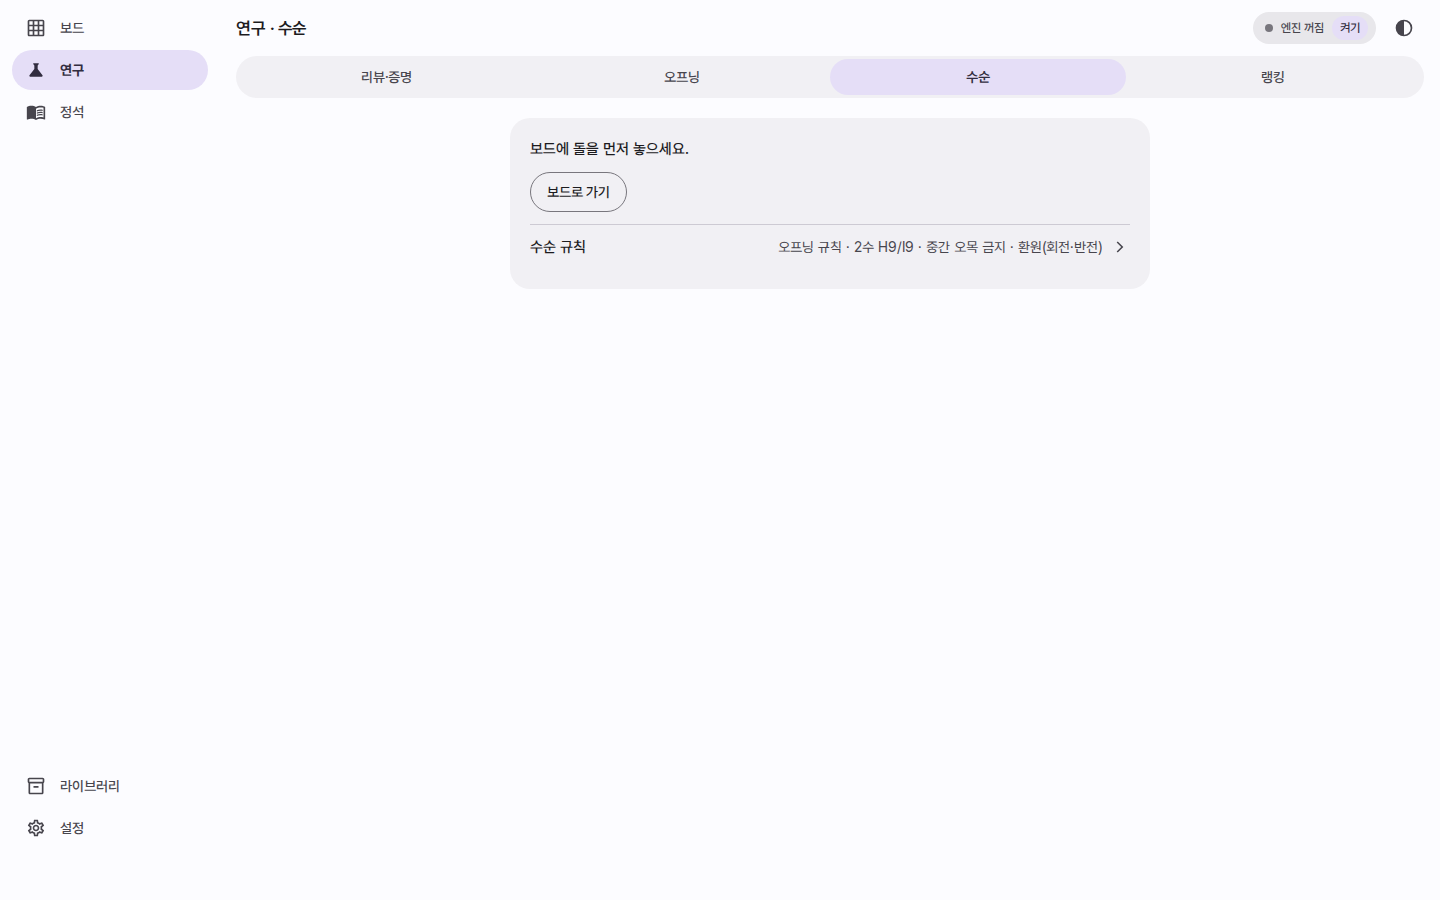 보드
연구
정석
라이브러리
설정
연구 · 수순
엔진 꺼짐 켜기
리뷰·증명 오프닝 수순 랭킹
보드에 돌을 먼저 놓으세요.
보드로 가기
수순 규칙 오프닝 규칙 · 2수 H9/I9 · 중간 오목 금지 · 환원(회전·반전)